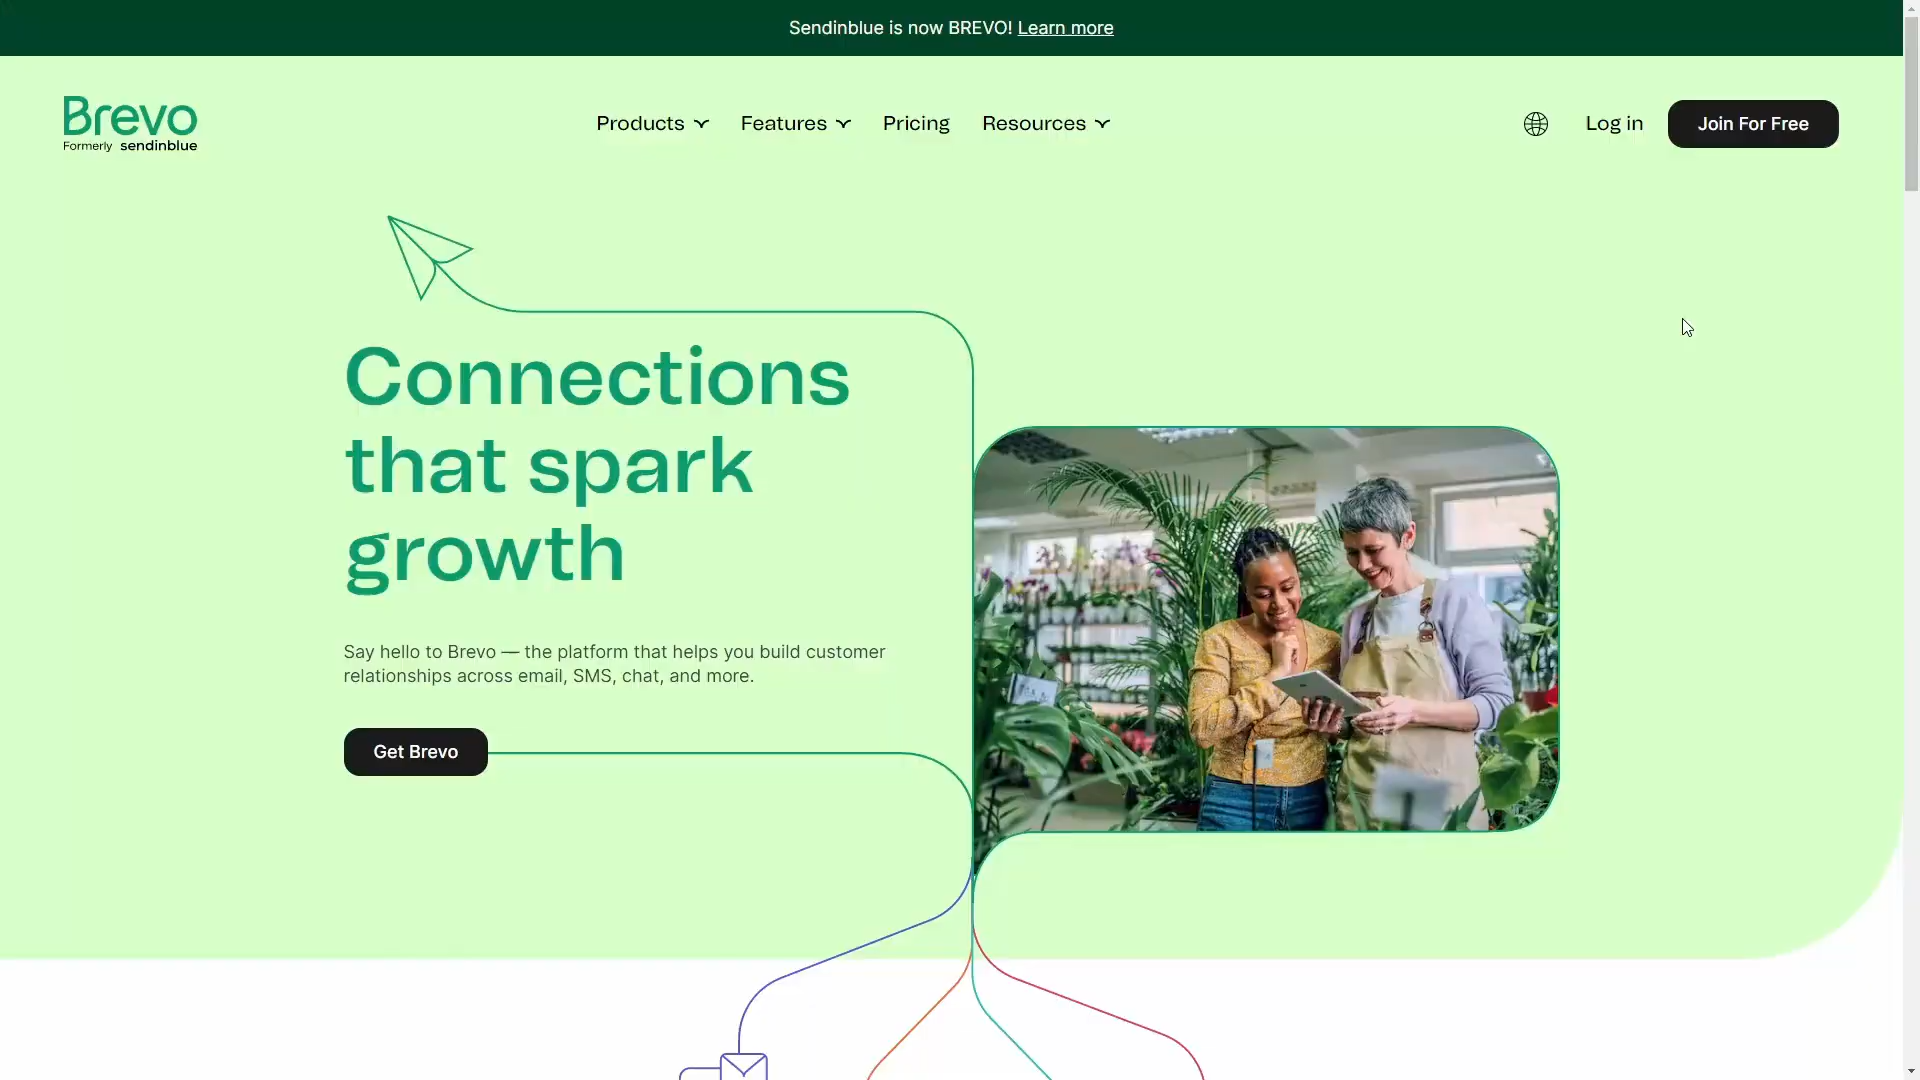 Sendinblue is now BREVO! Learn more
Brevo
Formerly sendinblue
Products
Features
Pricing
Resources
Log in
Join For Free
Connections
that spark
growth
Say hello to Brevo — the platform that helps you build customer
relationships across email, SMS, chat, and more.
Get Brevo